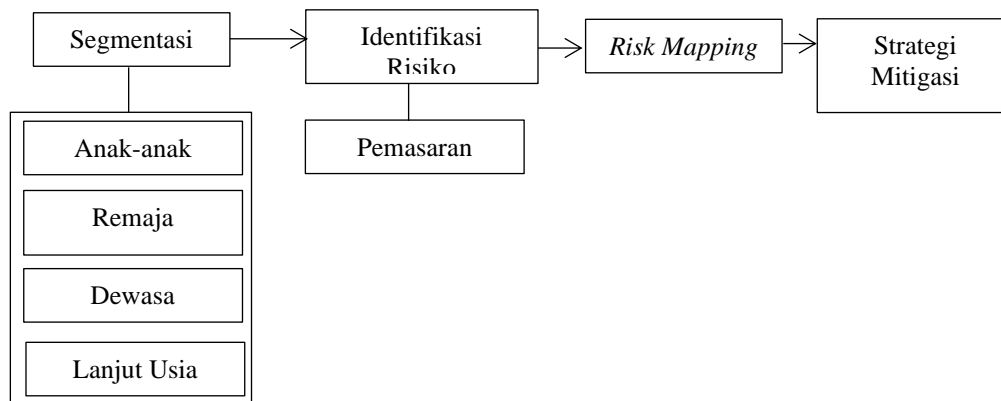 Segmentasi
Identifikasi
Risiko
Risk Mapping
Strategi
Mitigasi
Anak-anak
Pemasaran
Remaja
Dewasa
Lanjut Usia